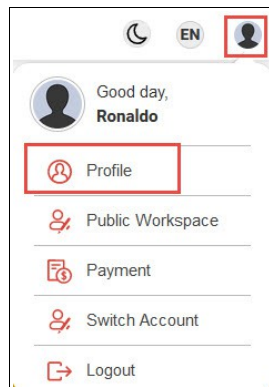 EN
Good day,
Ronaldo
Profile
Public Workspace
Payment
Switch Account
Logout